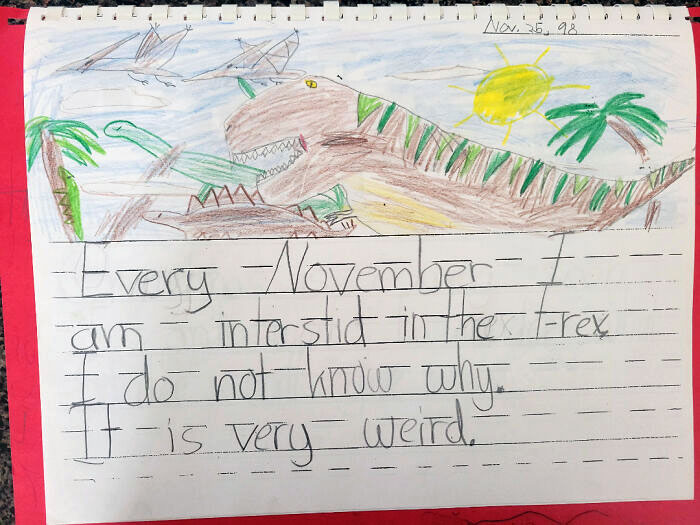 Nov. 25, 98
Every November I
am interstid in the t-rex
I do not know why.
It is very weird.